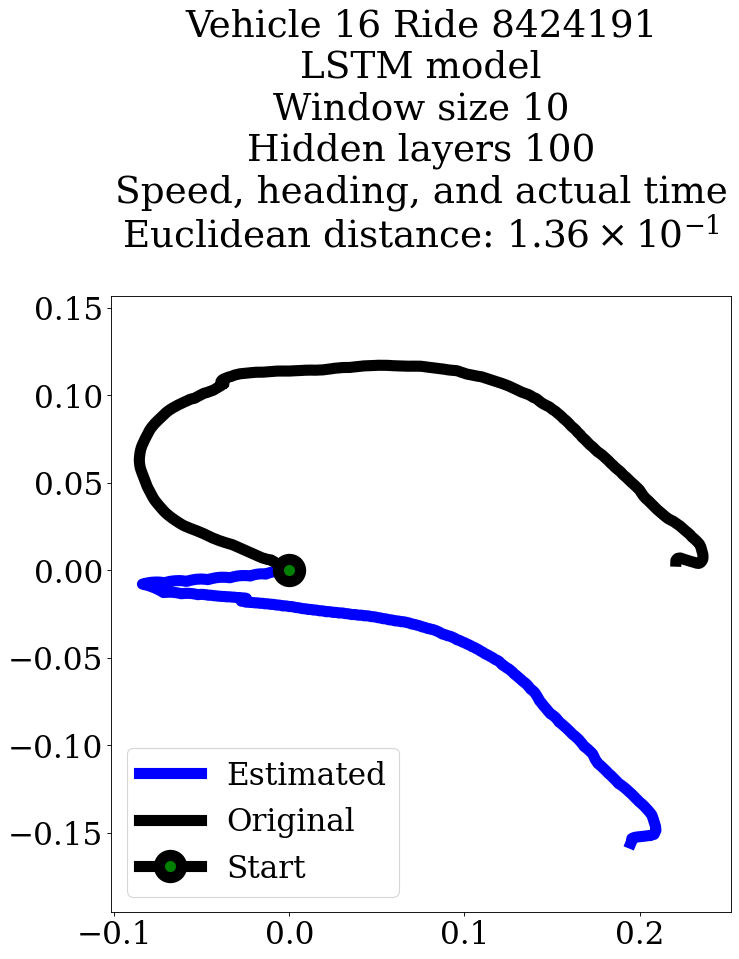 Vehicle 16 Ride 8424191
LSTM model
Window size 10
Hidden layers 100
Speed, heading, and actual time
Euclidean distance: 1.36 × 10⁻¹
0.15
0.10
0.05
0.00
−0.05
−0.10
−0.15
Estimated
Original
Start
−0.1 0.0 0.1 0.2